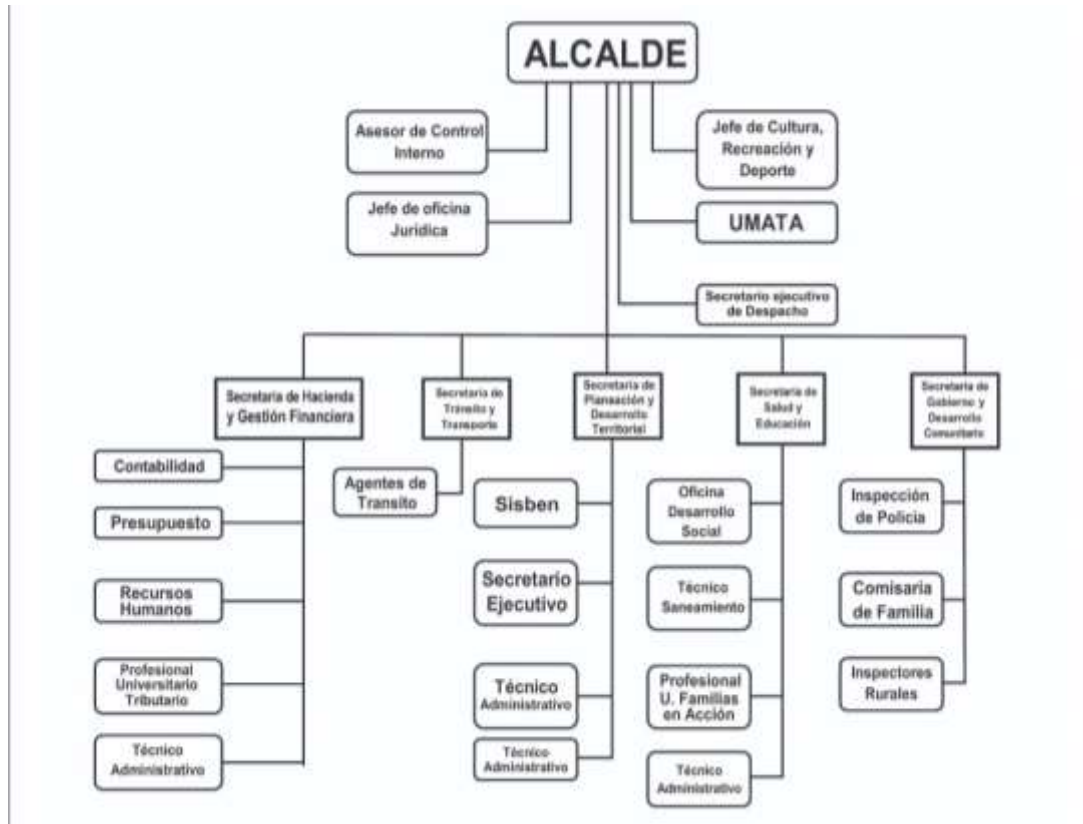 ALCALDE
Asesor de Control
Interno
Jefe de Cultura,
Recreación y
Deporte
Jefe de oficina
Jurídica
UMATA
Secretario ejecutivo
de Despacho
Secretaria de Hacienda
y Gestión Financiera
Secretaria de
Tránsito y
Transporte
Secretaria de
Planeación y
Desarrollo
Territorial
Secretaria de
Salud y
Educación
Secretaria de
Gobierno y
Desarrollo
Comunitario
Contabilidad
Presupuesto
Recursos
Humanos
Profesional
Universitario
Tributario
Técnico
Administrativo
Agentes de
Transito
Sisben
Secretario
Ejecutivo
Técnico
Administrativo
Técnico
Administrativo
Oficina
Desarrollo
Social
Técnico
Saneamiento
Profesional
U. Familias
en Acción
Técnico
Administrativo
Inspección
de Policia
Comisaria
de Familia
Inspectores
Rurales